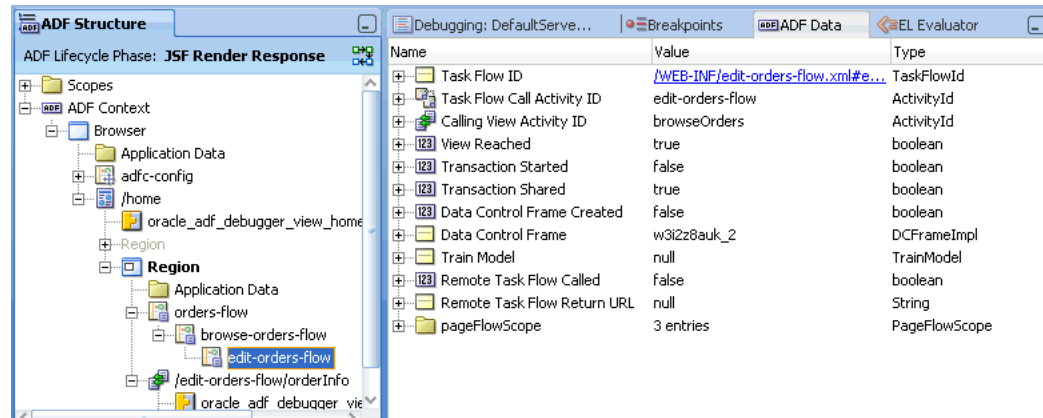 ADF Structure
ADF Lifecycle Phase: JSF Render Response
Scopes
ADF Context
Browser
Application Data
adfc-config
/home
oracle_adf_debugger_view_home
Region
Region
Application Data
orders-flow
browse-orders-flow
edit-orders-flow
/edit-orders-flow/orderInfo
oracle_adf_debugger_vie
Debugging: DefaultServe... Breakpoints ADF Data EL Evaluator
Name Value Type
Task Flow ID /WEB-INF/edit-orders-flow.xml#e... TaskFlowId
Task Flow Call Activity ID edit-orders-flow ActivityId
Calling View Activity ID browseOrders ActivityId
123 View Reached true boolean
123 Transaction Started false boolean
123 Transaction Shared true boolean
123 Data Control Frame Created false boolean
Data Control Frame w3i2z8auk_2 DCFrameImpl
Train Model null TrainModel
123 Remote Task Flow Called false boolean
Remote Task Flow Return URL null String
pageFlowScope 3 entries PageFlowScope